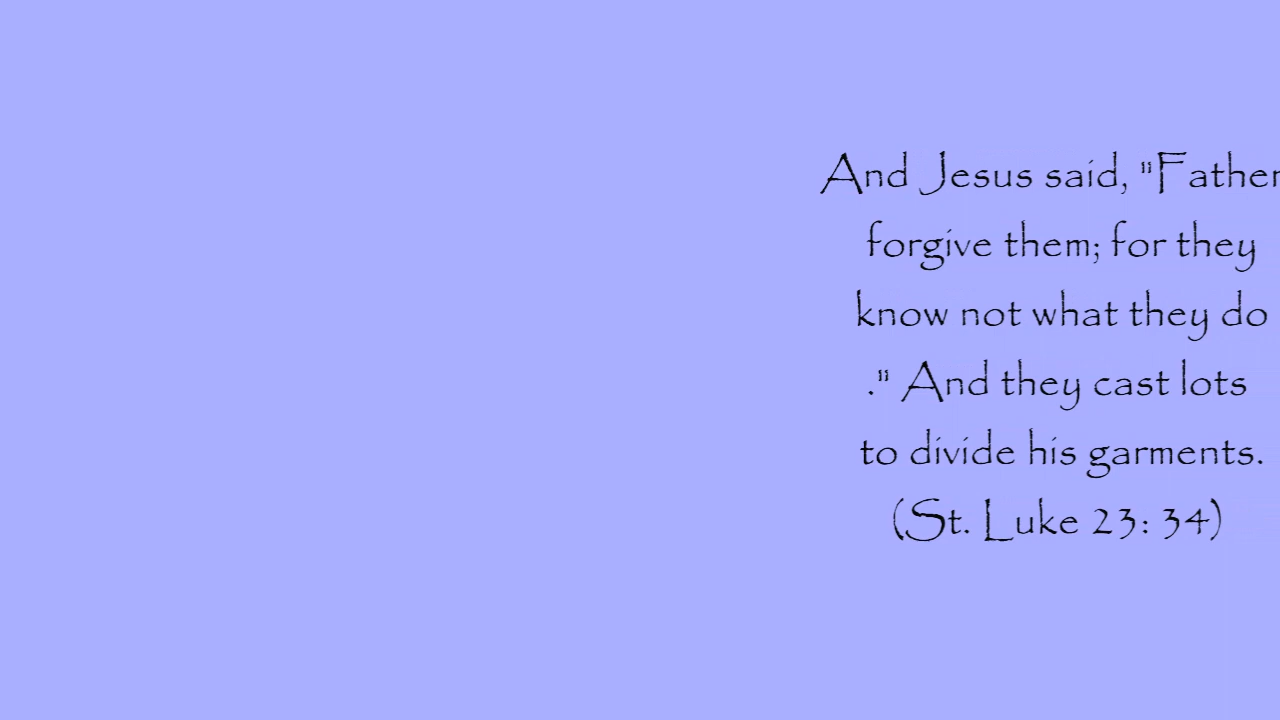 And Jesus said, "Father
forgive them; for they
know not what they do
." And they cast lots
to divide his garments.
(St. Luke 23: 34)